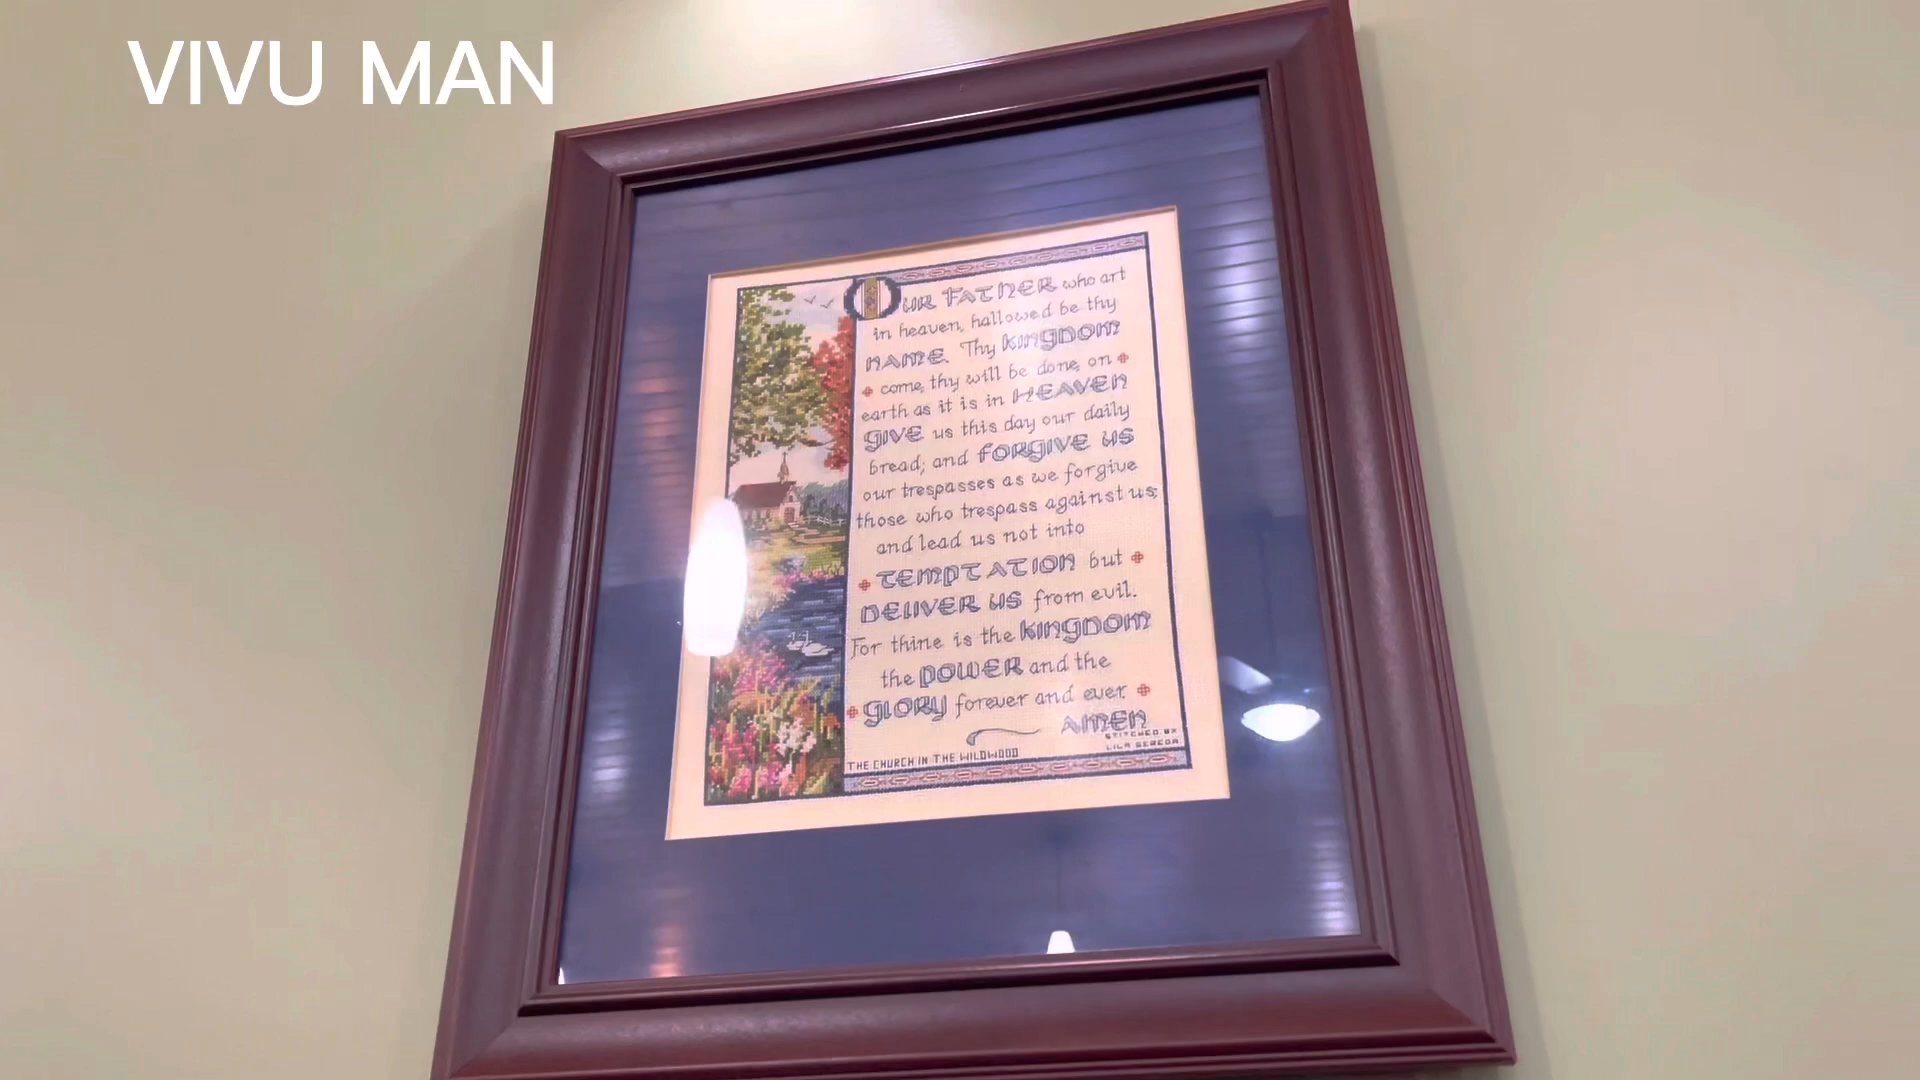 VIVU MAN
OUR FATHER who art
in heaven, hallowed be thy
NAME. Thy KINGDOM
come, thy will be done, on
earth as it is in HEAVEN
GIVE us this day our daily
bread; and FORGIVE US
our trespasses as we forgive
those who trespass against us;
and lead us not into
TEMPTATION but
DELIVER US from evil.
For thine is the KINGDOM
the POWER and the
GLORY forever and ever.
AMEN
STITCHED BY
LILA SEREDA
THE CHURCH IN THE WILDWOOD